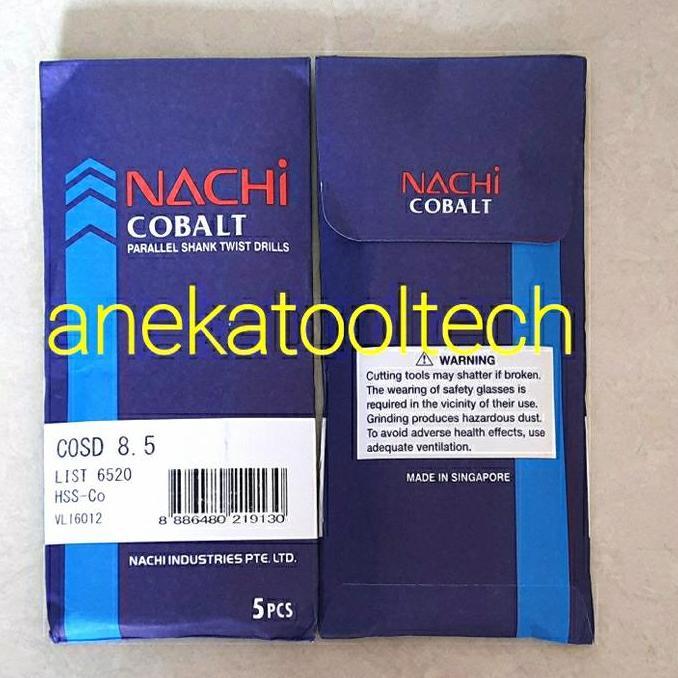 NACHi
COBALT
PARALLEL SHANK TWIST DRILLS
COSD 8.5
LIST 6520
HSS-Co
VL16012
8 886480 219130
NACHI INDUSTRIES PTE. LTD.
5 PCS
NACHi
COBALT
WARNING
Cutting tools may shatter if broken.
The wearing of safety glasses is
required in the vicinity of their use.
Grinding produces hazardous dust.
To avoid adverse health effects, use
adequate ventilation.
MADE IN SINGAPORE
anekatooltech